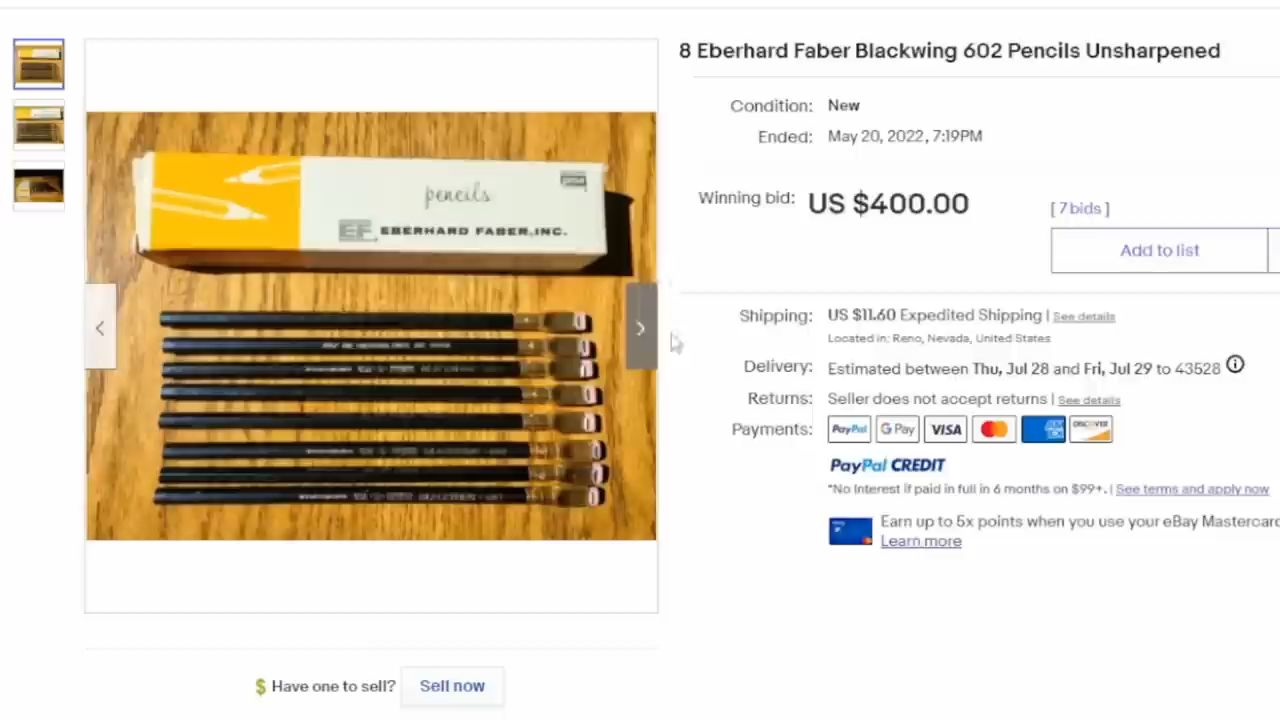 8 Eberhard Faber Blackwing 602 Pencils Unsharpened
Condition: New
Ended: May 20, 2022, 7:19PM
Winning bid: US $400.00 [ 7 bids ]
Add to list
Shipping: US $11.60 Expedited Shipping | See details
Located in: Reno, Nevada, United States
Delivery: Estimated between Thu, Jul 28 and Fri, Jul 29 to 43528
Returns: Seller does not accept returns | See details
Payments: PayPal G Pay VISA DISCOVER
PayPal CREDIT
*No Interest if paid in full in 6 months on $99+. | See terms and apply now
Earn up to 5x points when you use your eBay Mastercard
Learn more
pencils
EF EBERHARD FABER, INC.
$ Have one to sell? Sell now